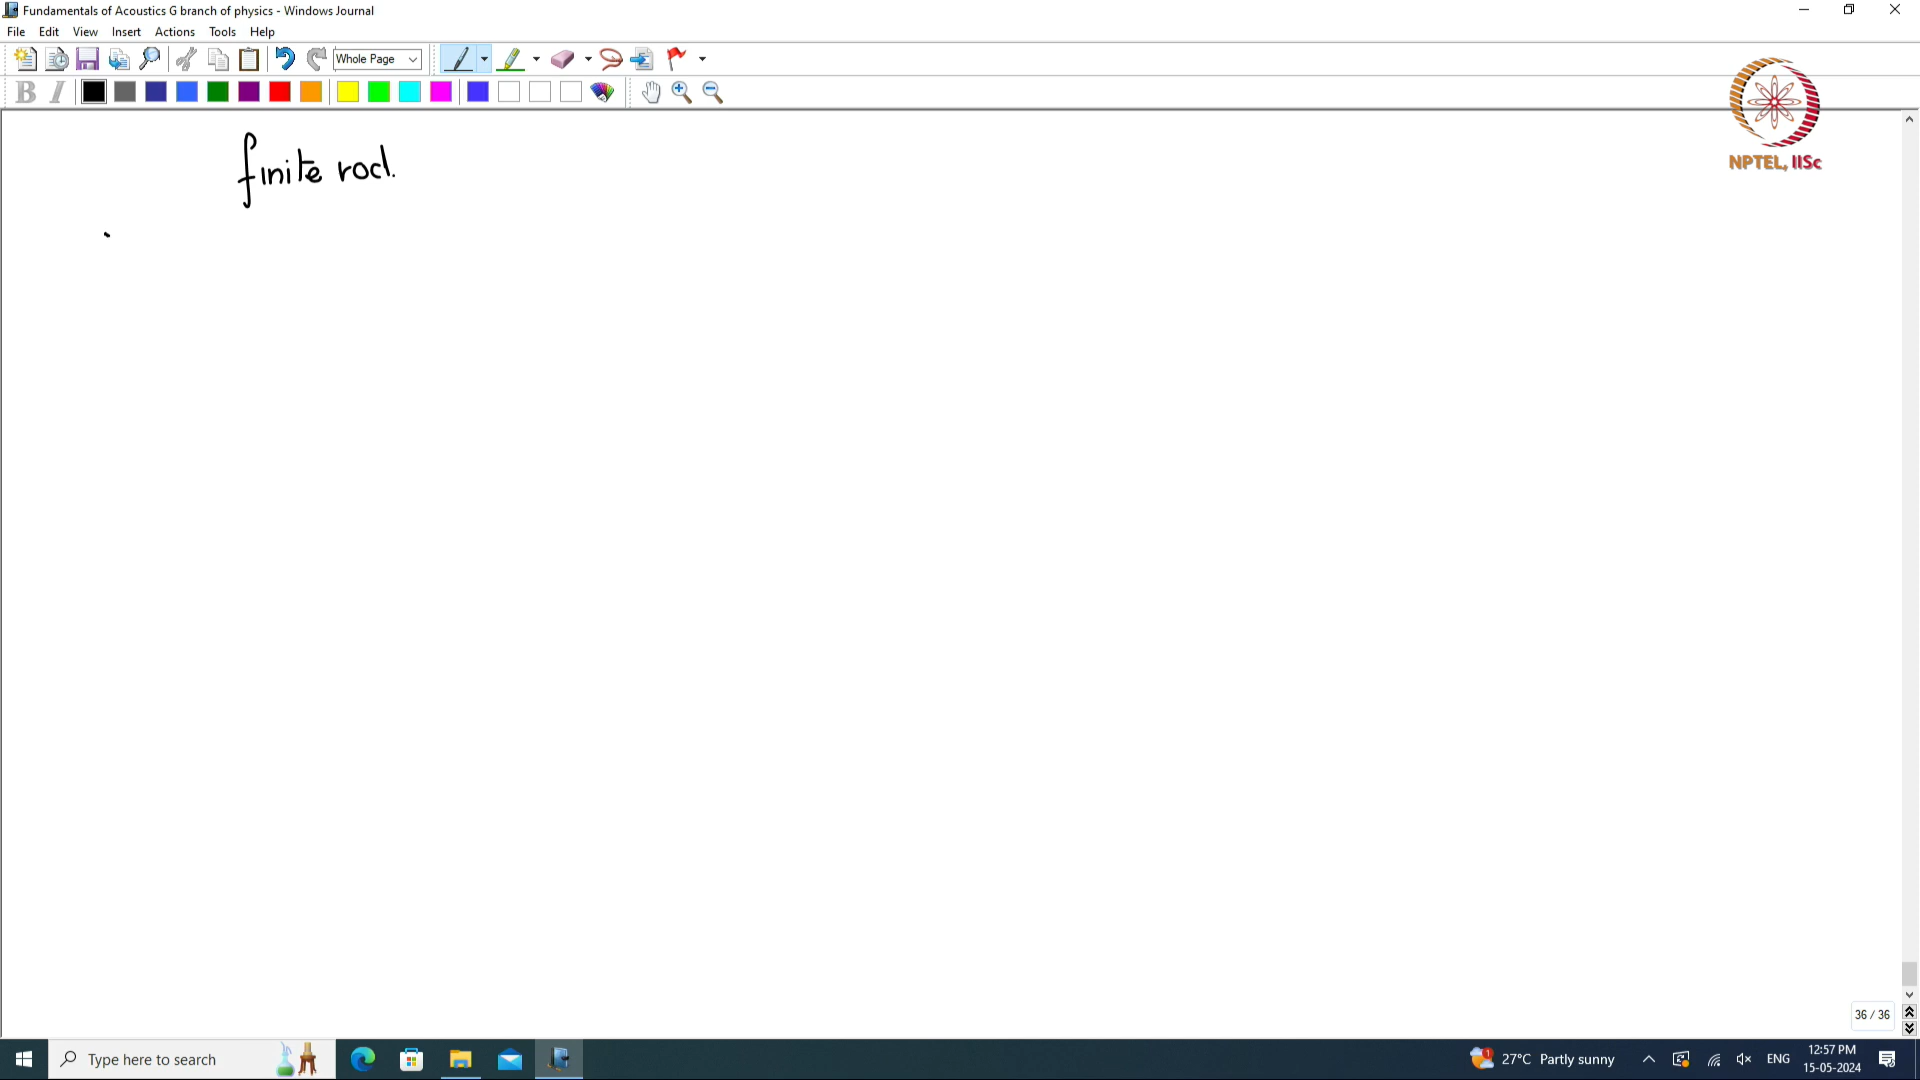 Fundamentals of Acoustics G branch of physics - Windows Journal
File Edit View Insert Actions Tools Help
Whole Page
B I
finite rod.
NPTEL, IISc
36 / 36
Type here to search
27°C Partly sunny
ENG
12:57 PM
15-05-2024